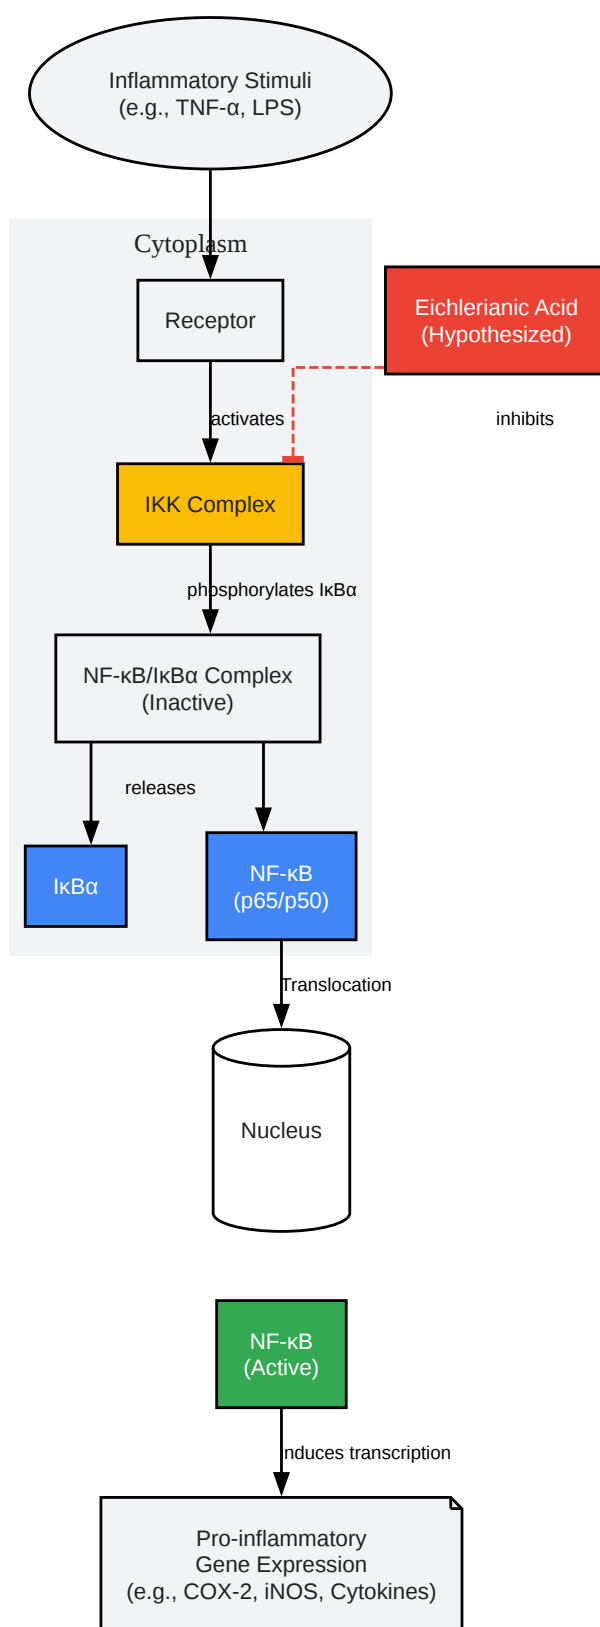 Inflammatory Stimuli
(e.g., TNF-α, LPS)
Cytoplasm
Receptor
Eichlerianic Acid
(Hypothesized)
activates
inhibits
IKK Complex
phosphorylates IκBα
NF-κB/IκBα Complex
(Inactive)
releases
IκBα
NF-κB
(p65/p50)
Translocation
Nucleus
NF-κB
(Active)
induces transcription
Pro-inflammatory
Gene Expression
(e.g., COX-2, iNOS, Cytokines)